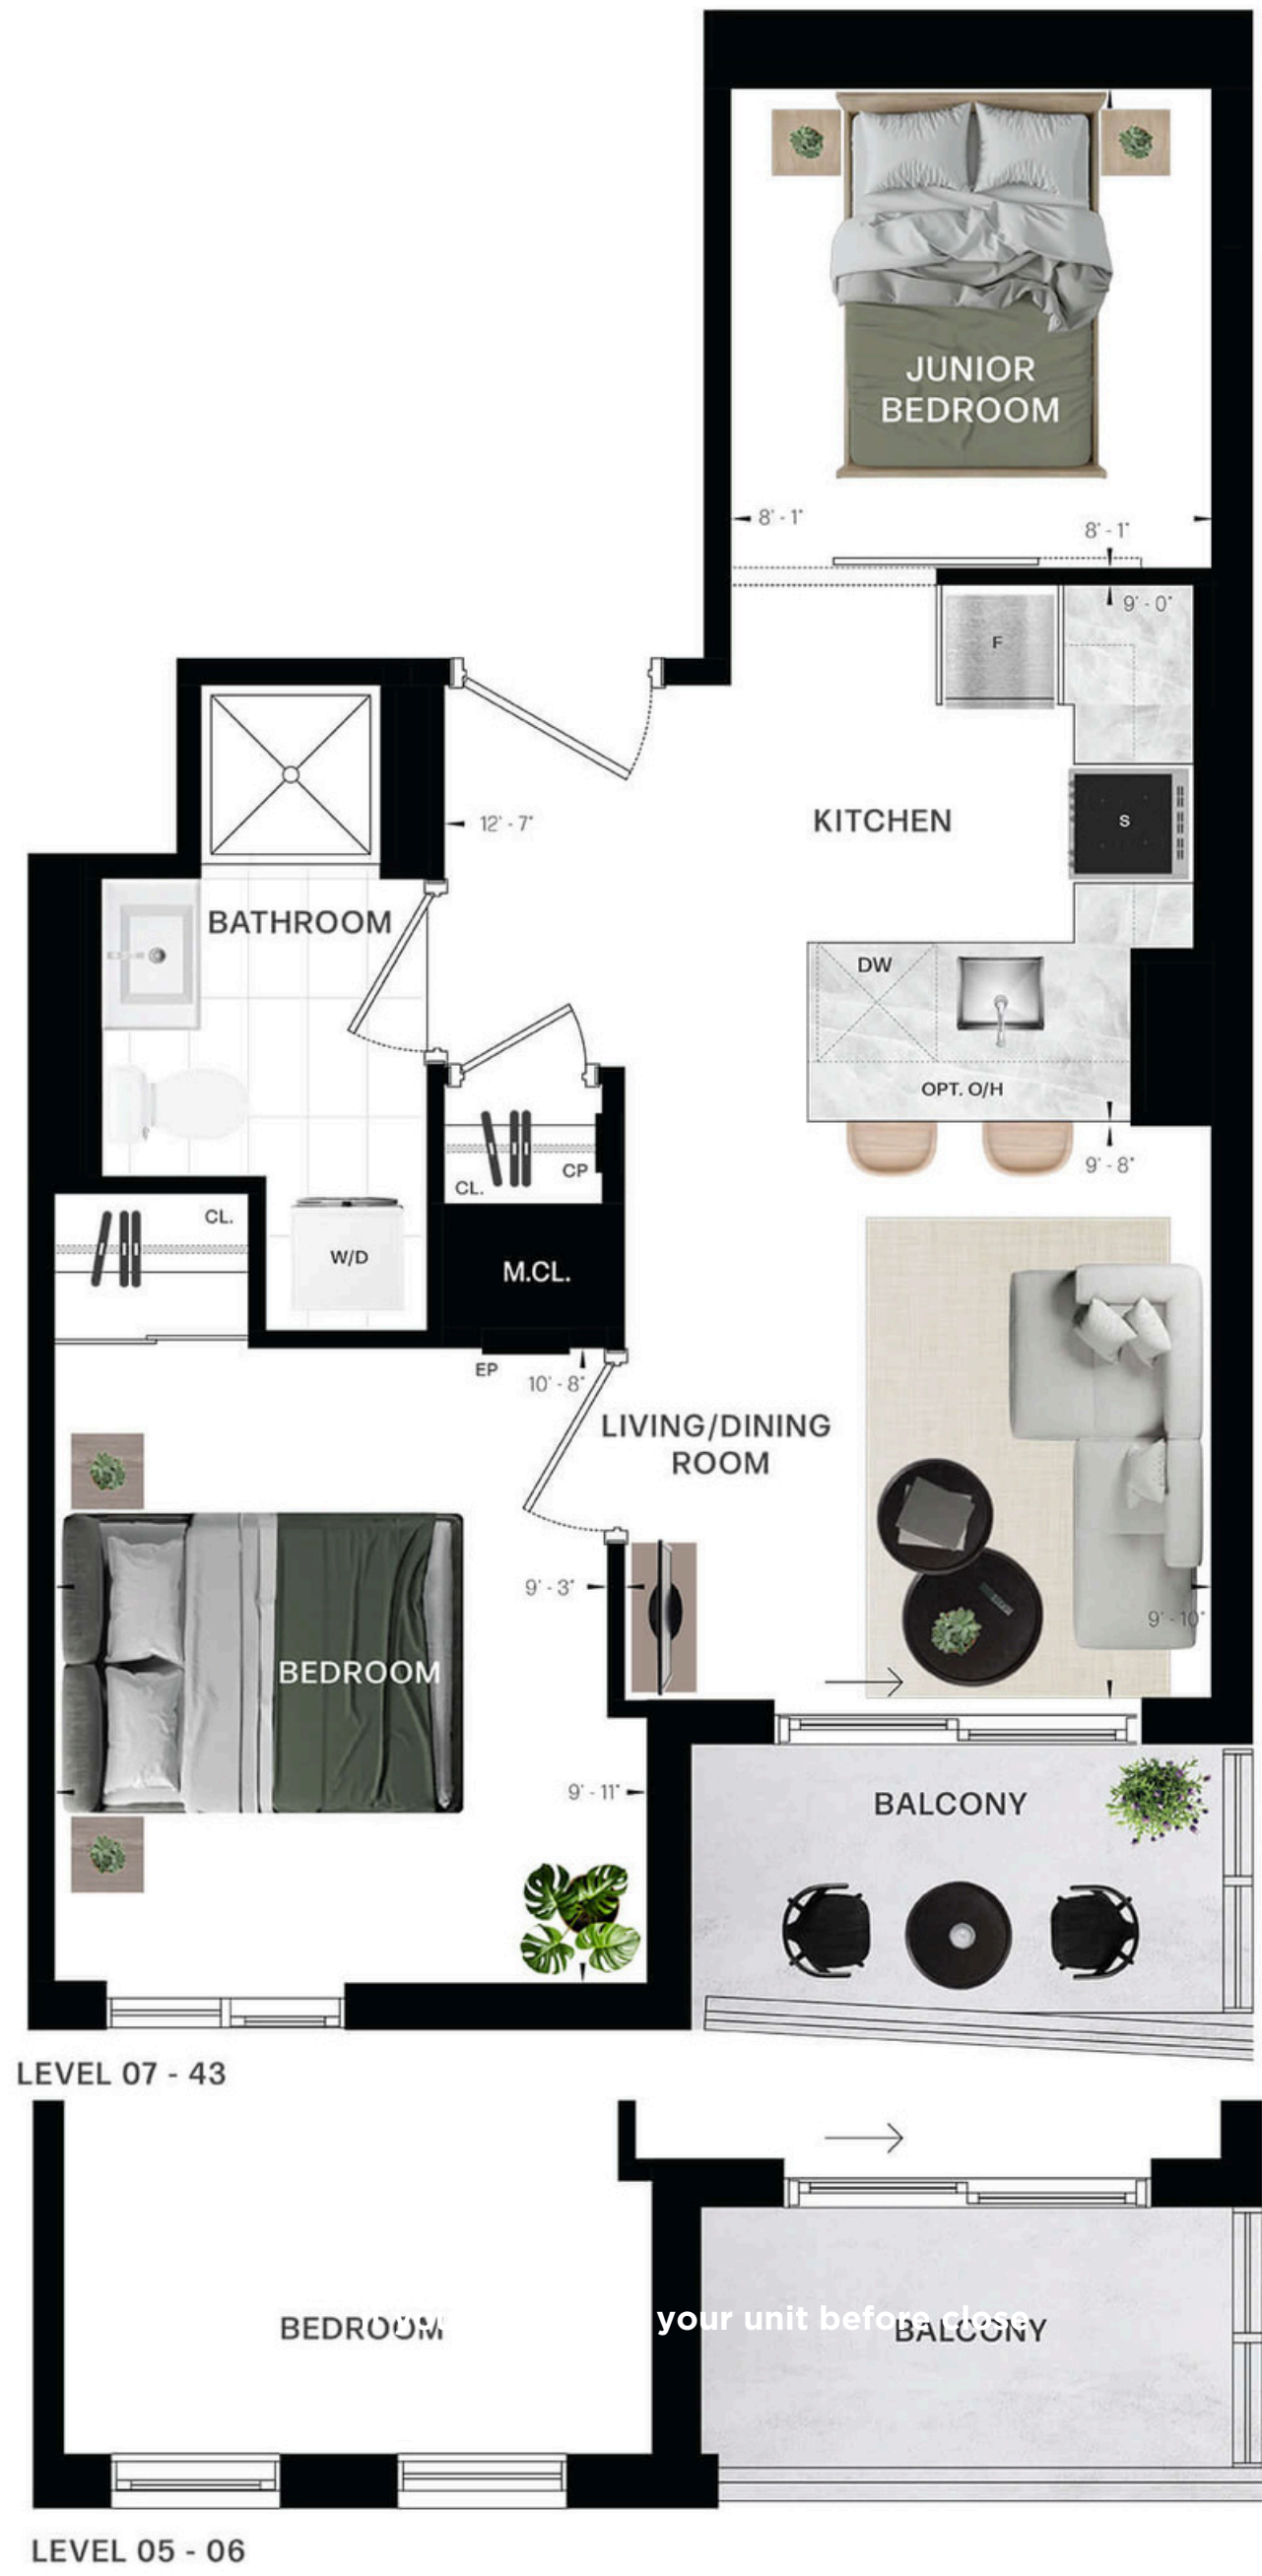 JUNIOR
BEDROOM
8' - 1"
8' - 1"
9' - 0"
F
12' - 7"
KITCHEN
S
BATHROOM
DW
OPT. O/H
9' - 8"
CL.
CP
CL.
W/D
M.CL.
EP
10' - 8"
LIVING/DINING
ROOM
9' - 3"
9' - 10"
BEDROOM
9' - 11"
BALCONY
LEVEL 07 - 43
your unit before close
BEDROOM
BALCONY
LEVEL 05 - 06